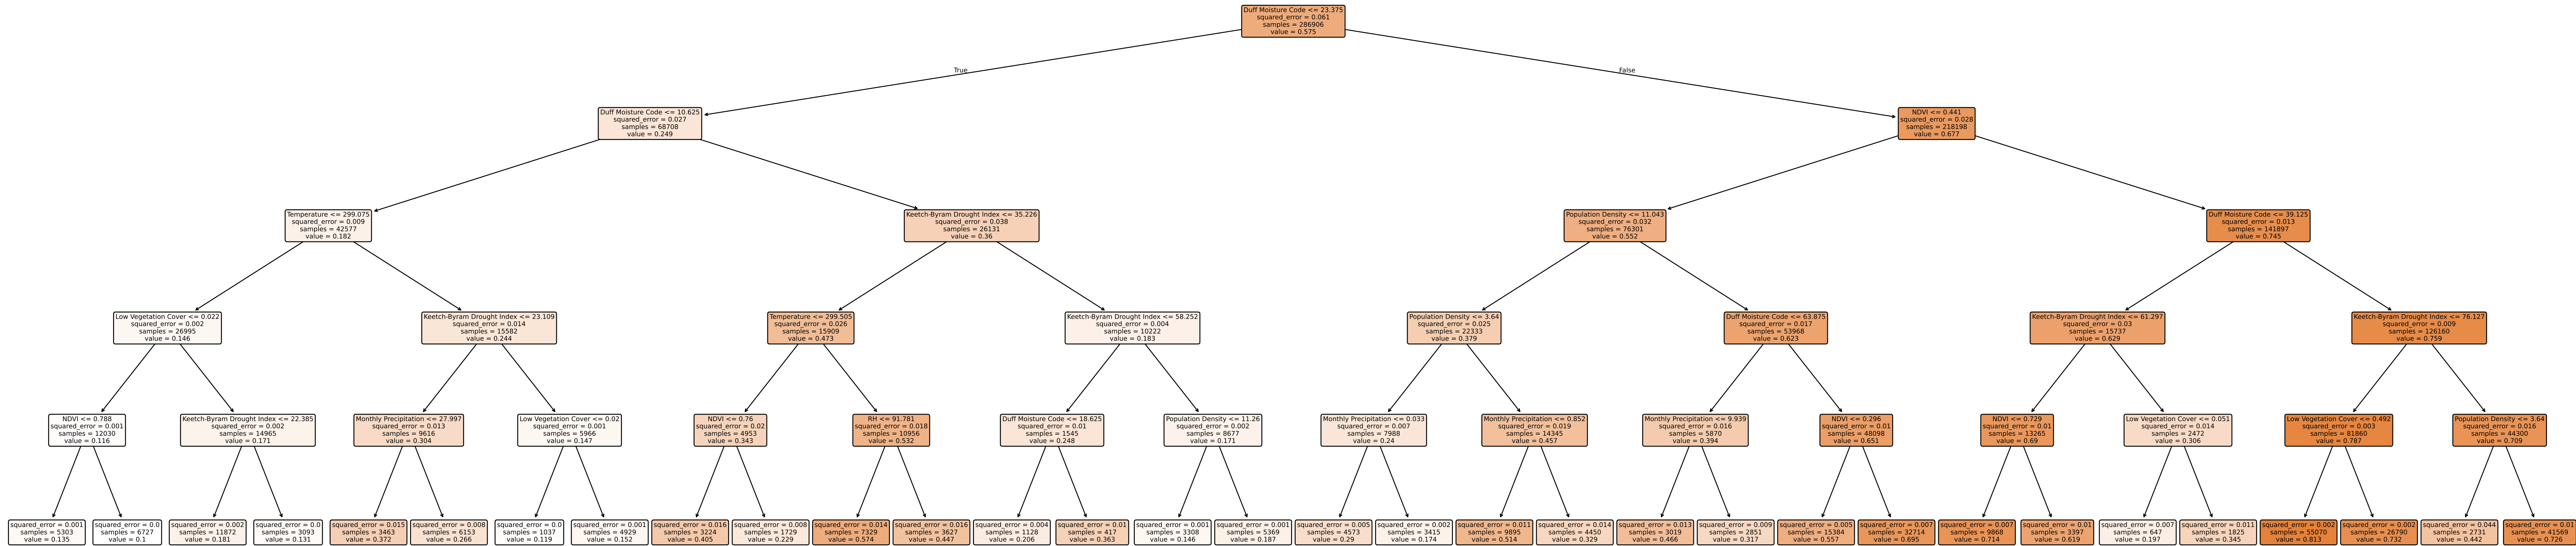 Duff Moisture Code <= 23.375
squared_error = 0.061
samples = 286906
value = 0.575
True
False
Duff Moisture Code <= 10.625
squared_error = 0.027
samples = 68708
value = 0.249
NDVI <= 0.441
squared_error = 0.028
samples = 218198
value = 0.677
Temperature <= 299.075
squared_error = 0.009
samples = 42577
value = 0.182
Keetch-Byram Drought Index <= 35.226
squared_error = 0.038
samples = 26131
value = 0.36
Population Density <= 11.043
squared_error = 0.032
samples = 76301
value = 0.552
Duff Moisture Code <= 39.125
squared_error = 0.013
samples = 141897
value = 0.745
Low Vegetation Cover <= 0.022
squared_error = 0.002
samples = 26995
value = 0.146
Keetch-Byram Drought Index <= 23.109
squared_error = 0.014
samples = 15582
value = 0.244
Temperature <= 299.505
squared_error = 0.026
samples = 15909
value = 0.473
Keetch-Byram Drought Index <= 58.252
squared_error = 0.004
samples = 10222
value = 0.183
Population Density <= 3.64
squared_error = 0.025
samples = 22333
value = 0.379
Duff Moisture Code <= 63.875
squared_error = 0.017
samples = 53968
value = 0.623
Keetch-Byram Drought Index <= 61.297
squared_error = 0.03
samples = 15737
value = 0.629
Keetch-Byram Drought Index <= 76.127
squared_error = 0.009
samples = 126160
value = 0.759
NDVI <= 0.788
squared_error = 0.001
samples = 12030
value = 0.116
Keetch-Byram Drought Index <= 22.385
squared_error = 0.002
samples = 14965
value = 0.171
Monthly Precipitation <= 27.997
squared_error = 0.013
samples = 9616
value = 0.304
Low Vegetation Cover <= 0.02
squared_error = 0.001
samples = 5966
value = 0.147
NDVI <= 0.76
squared_error = 0.02
samples = 4953
value = 0.343
RH <= 91.781
squared_error = 0.018
samples = 10956
value = 0.532
Duff Moisture Code <= 18.625
squared_error = 0.01
samples = 1545
value = 0.248
Population Density <= 11.26
squared_error = 0.002
samples = 8677
value = 0.171
Monthly Precipitation <= 0.033
squared_error = 0.007
samples = 7988
value = 0.24
Monthly Precipitation <= 0.852
squared_error = 0.019
samples = 14345
value = 0.457
Monthly Precipitation <= 9.939
squared_error = 0.016
samples = 5870
value = 0.394
NDVI <= 0.296
squared_error = 0.01
samples = 48098
value = 0.651
NDVI <= 0.729
squared_error = 0.01
samples = 13265
value = 0.69
Low Vegetation Cover <= 0.051
squared_error = 0.014
samples = 2472
value = 0.306
Low Vegetation Cover <= 0.492
squared_error = 0.003
samples = 81860
value = 0.787
Population Density <= 3.64
squared_error = 0.016
samples = 44300
value = 0.709
squared_error = 0.001
samples = 5303
value = 0.135
squared_error = 0.0
samples = 6727
value = 0.1
squared_error = 0.002
samples = 11872
value = 0.181
squared_error = 0.0
samples = 3093
value = 0.131
squared_error = 0.015
samples = 3463
value = 0.372
squared_error = 0.008
samples = 6153
value = 0.266
squared_error = 0.0
samples = 1037
value = 0.119
squared_error = 0.001
samples = 4929
value = 0.152
squared_error = 0.016
samples = 3224
value = 0.405
squared_error = 0.008
samples = 1729
value = 0.229
squared_error = 0.014
samples = 7329
value = 0.574
squared_error = 0.016
samples = 3627
value = 0.447
squared_error = 0.004
samples = 1128
value = 0.206
squared_error = 0.01
samples = 417
value = 0.363
squared_error = 0.001
samples = 3308
value = 0.146
squared_error = 0.001
samples = 5369
value = 0.187
squared_error = 0.005
samples = 4573
value = 0.29
squared_error = 0.002
samples = 3415
value = 0.174
squared_error = 0.011
samples = 9895
value = 0.514
squared_error = 0.014
samples = 4450
value = 0.329
squared_error = 0.013
samples = 3019
value = 0.466
squared_error = 0.009
samples = 2851
value = 0.317
squared_error = 0.005
samples = 15384
value = 0.557
squared_error = 0.007
samples = 32714
value = 0.695
squared_error = 0.007
samples = 9868
value = 0.714
squared_error = 0.01
samples = 3397
value = 0.619
squared_error = 0.007
samples = 647
value = 0.197
squared_error = 0.011
samples = 1825
value = 0.345
squared_error = 0.002
samples = 55070
value = 0.813
squared_error = 0.002
samples = 26790
value = 0.732
squared_error = 0.044
samples = 2731
value = 0.442
squared_error = 0.01
samples = 41569
value = 0.726